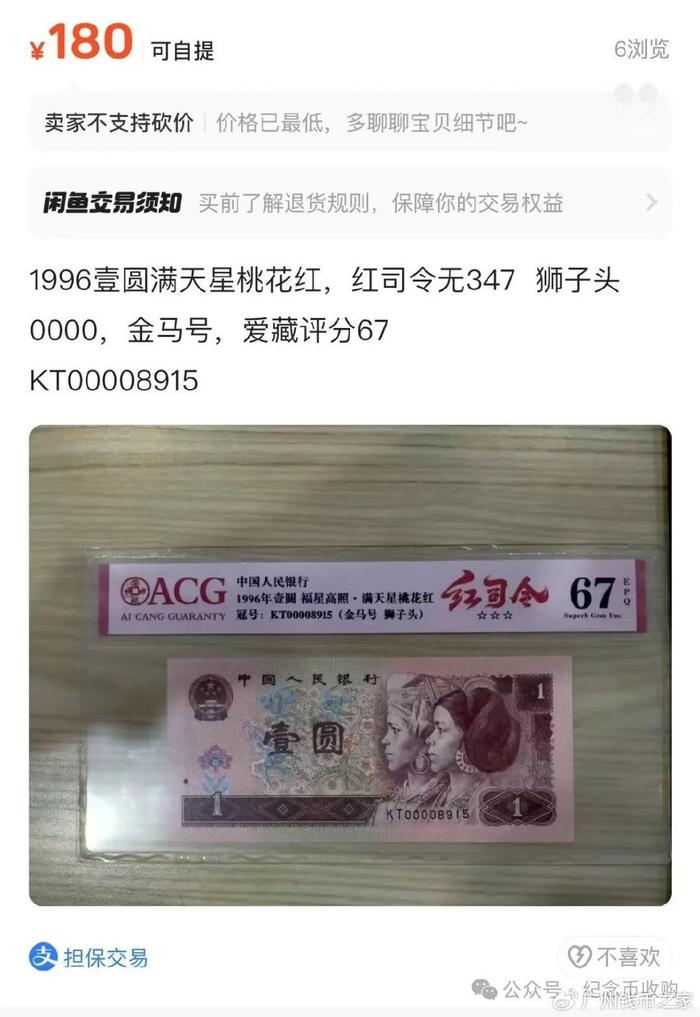 ¥180 可自提
6浏览
卖家不支持砍价 | 价格已最低，多聊聊宝贝细节吧~
闲鱼交易须知 买前了解退货规则，保障你的交易权益
1996壹圆满天星桃花红，红司令无347 狮子头
0000，金马号，爱藏评分67
KT00008915
ACG
AI CANG GUARANTY
中国人民银行
1996年壹圆 福星高照·满天星桃花红
冠号：KT00008915（金马号 狮子头）
红司令
67
EPQ
Superb Gem Unc
中国人民银行
1
壹圆
1
KT00008915
1
担保交易
不喜欢
公众号 纪念币收购
@广州钱币之家